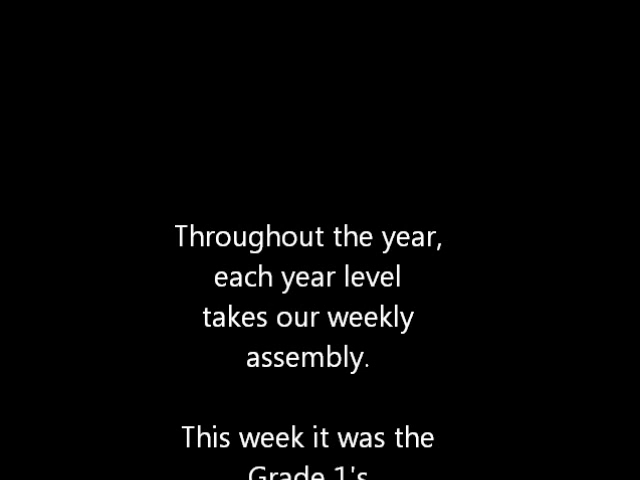 Throughout the year,
each year level
takes our weekly
assembly.
This week it was the
Grade 1's